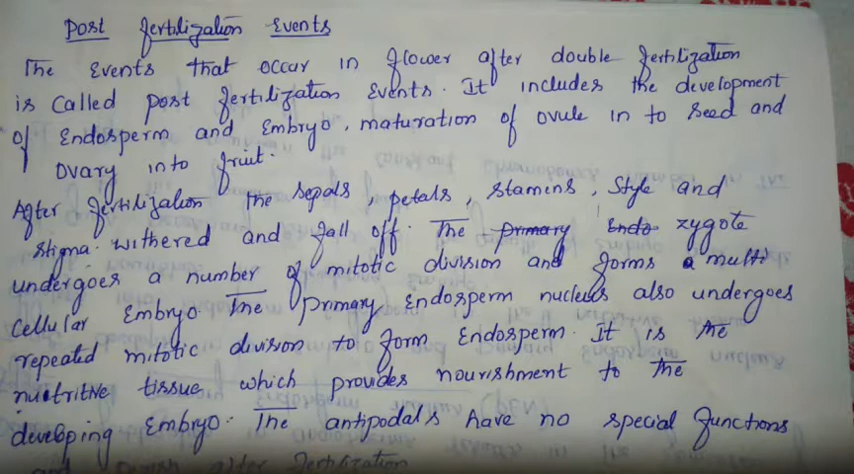 Post fertilization Events
The Events that occur in flower after double fertilization
is called post fertilization Events. It includes the development
of Endosperm and Embryo, maturation of ovule in to seed and
ovary into fruit.
After fertilization the sepals, petals, stamens, style and
stigma withered and fall off. The primary Endo zygote
undergoes a number of mitotic division and forms a multi
cellular Embryo. The primary Endosperm nucleus also undergoes
repeated mitotic division to form Endosperm. It is the
nutritive tissue which provides nourishment to the
developing Embryo. The antipodals have no special functions
after fertilization